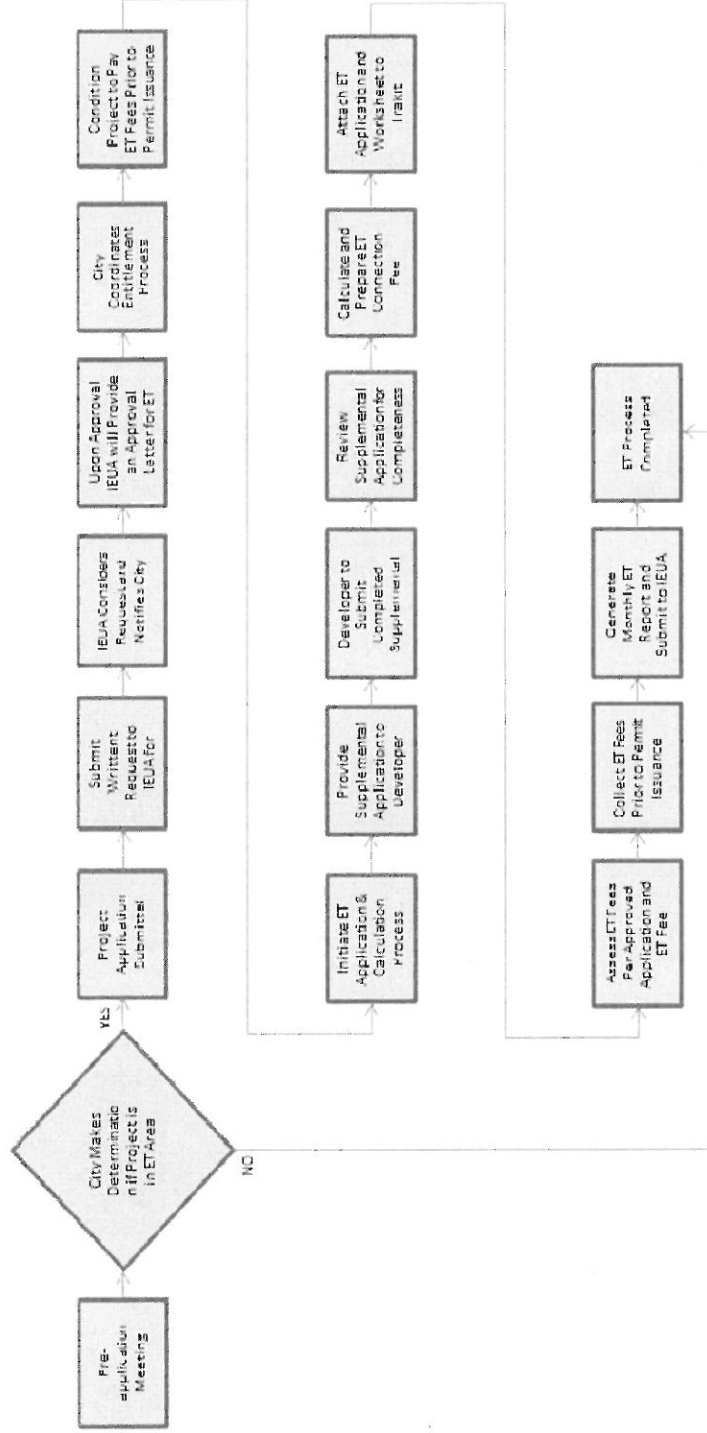 Pre-
application
Meeting
City Makes
Determinatio
n if Project is
in ET Area
YES
NO
Project
Application
Submittal
Submit
Writtent
Request to
IEUA for
IEUA Considers
Request and
Notifies City
Upon Approval
IEUA will Provide
an Approval
Letter for ET
City
Coordinates
Entitlement
Process
Condition
Project to Pay
ET Fees Prior to
Permit Issuance
Initiate ET
Application &
Calculation
Process
Provide
Supplemental
Application to
Developer
Developer to
Submit
Completed
Supplemental
Review
Supplemental
Application for
Completeness
Calculate and
Prepare ET
Connection
Fee
Attach ET
Application and
Worksheet to
Trakit
Assess ET Fees
Per Approved
Application and
ET Fee
Collect ET Fees
Prior to Permit
Issuance
Generate
Monthly ET
Report and
Submit to IEUA
ET Process
Completed